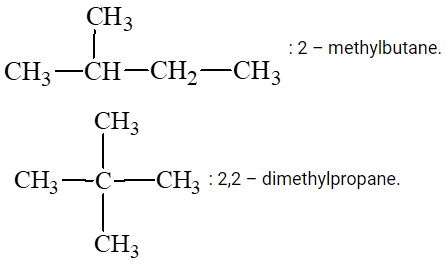 CH3
CH3—CH—CH2—CH3 : 2 – methylbutane.
CH3
CH3—C—CH3 : 2,2 – dimethylpropane.
CH3